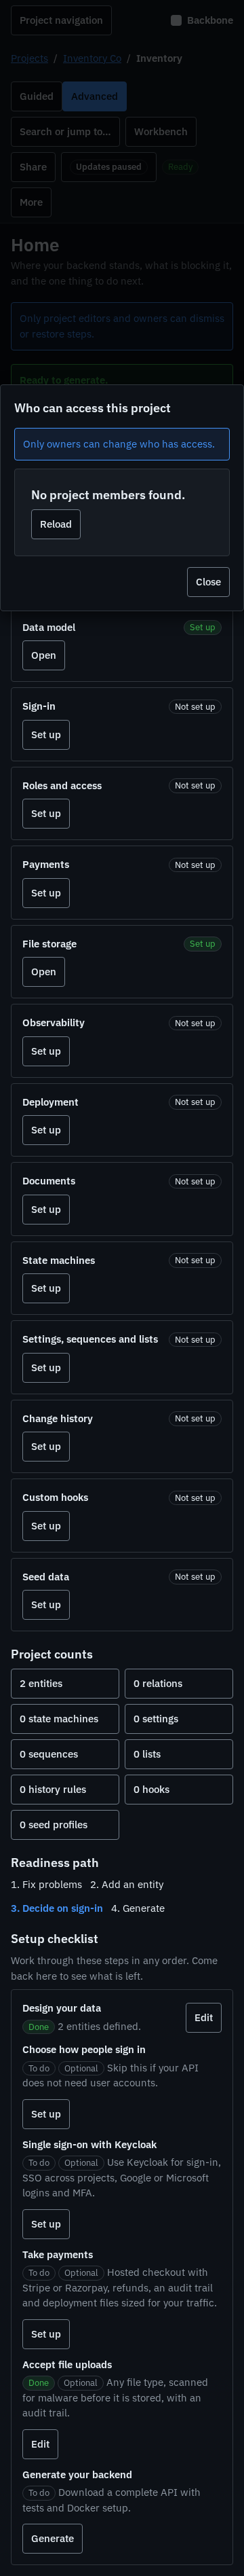 Project navigation
Backbone
Projects / Inventory Co / Inventory
Guided
Advanced
Search or jump to...
Workbench
Share
Updates paused
Ready
More
Home
Where your backend stands, what is blocking it,
and the one thing to do next.
Only project editors and owners can dismiss
or restore steps.
Ready to generate.
Who can access this project
Only owners can change who has access.
No project members found.
Reload
Close
Data model
Set up
Open
Sign-in
Not set up
Set up
Roles and access
Not set up
Set up
Payments
Not set up
Set up
File storage
Set up
Open
Observability
Not set up
Set up
Deployment
Not set up
Set up
Documents
Not set up
Set up
State machines
Not set up
Set up
Settings, sequences and lists
Not set up
Set up
Change history
Not set up
Set up
Custom hooks
Not set up
Set up
Seed data
Not set up
Set up
Project counts
2 entities
0 relations
0 state machines
0 settings
0 sequences
0 lists
0 history rules
0 hooks
0 seed profiles
Readiness path
1. Fix problems 2. Add an entity
3. Decide on sign-in 4. Generate
Setup checklist
Work through these steps in any order. Come
back here to see what is left.
Design your data
Done 2 entities defined.
Edit
Choose how people sign in
To do Optional Skip this if your API
does not need user accounts.
Set up
Single sign-on with Keycloak
To do Optional Use Keycloak for sign-in,
SSO across projects, Google or Microsoft
logins and MFA.
Set up
Take payments
To do Optional Hosted checkout with
Stripe or Razorpay, refunds, an audit trail
and deployment files sized for your traffic.
Set up
Accept file uploads
Done Optional Any file type, scanned
for malware before it is stored, with an
audit trail.
Edit
Generate your backend
To do Download a complete API with
tests and Docker setup.
Generate